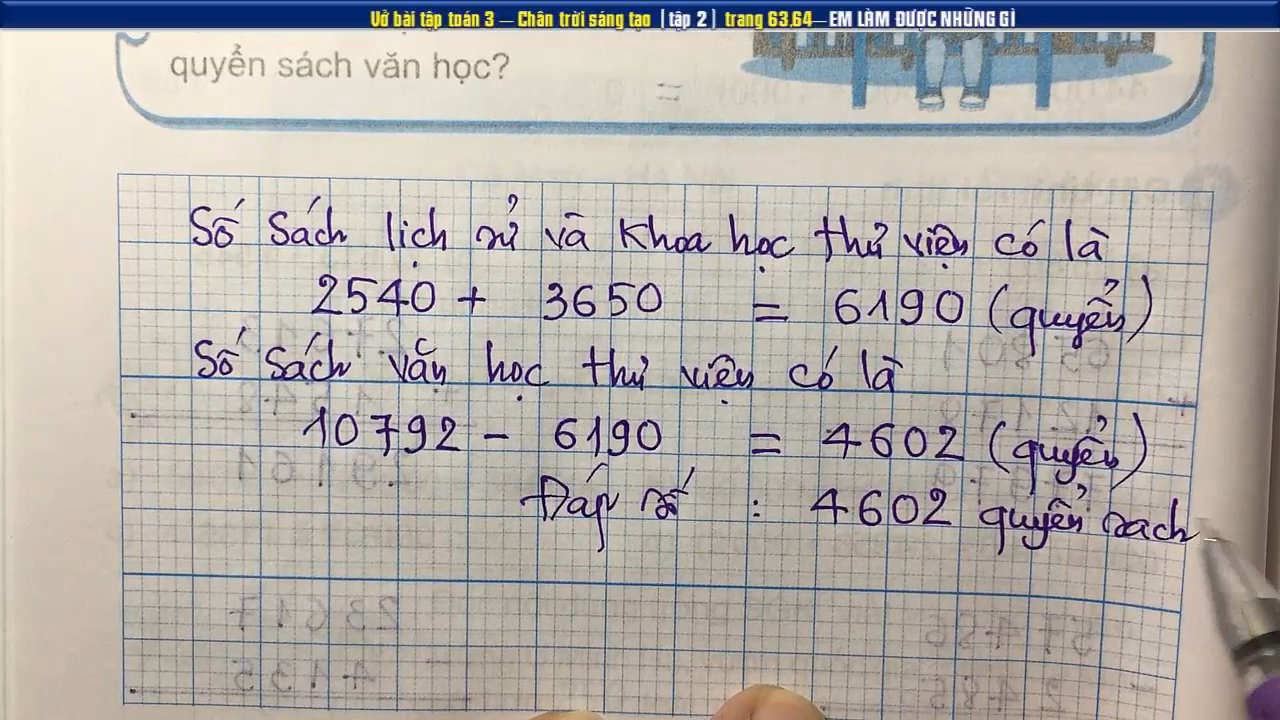 Vở bài tập toán 3 – Chân trời sáng tạo [ tập 2 ] trang 63,64–EM LÀM ĐƯỢC NHỮNG GÌ
quyển sách văn học?
Số sách lịch sử và khoa học thư viện có là
2540 + 3650 = 6190 (quyển)
Số sách văn học thư viện có là
10792 - 6190 = 4602 (quyển)
Đáp số : 4602 quyển sach